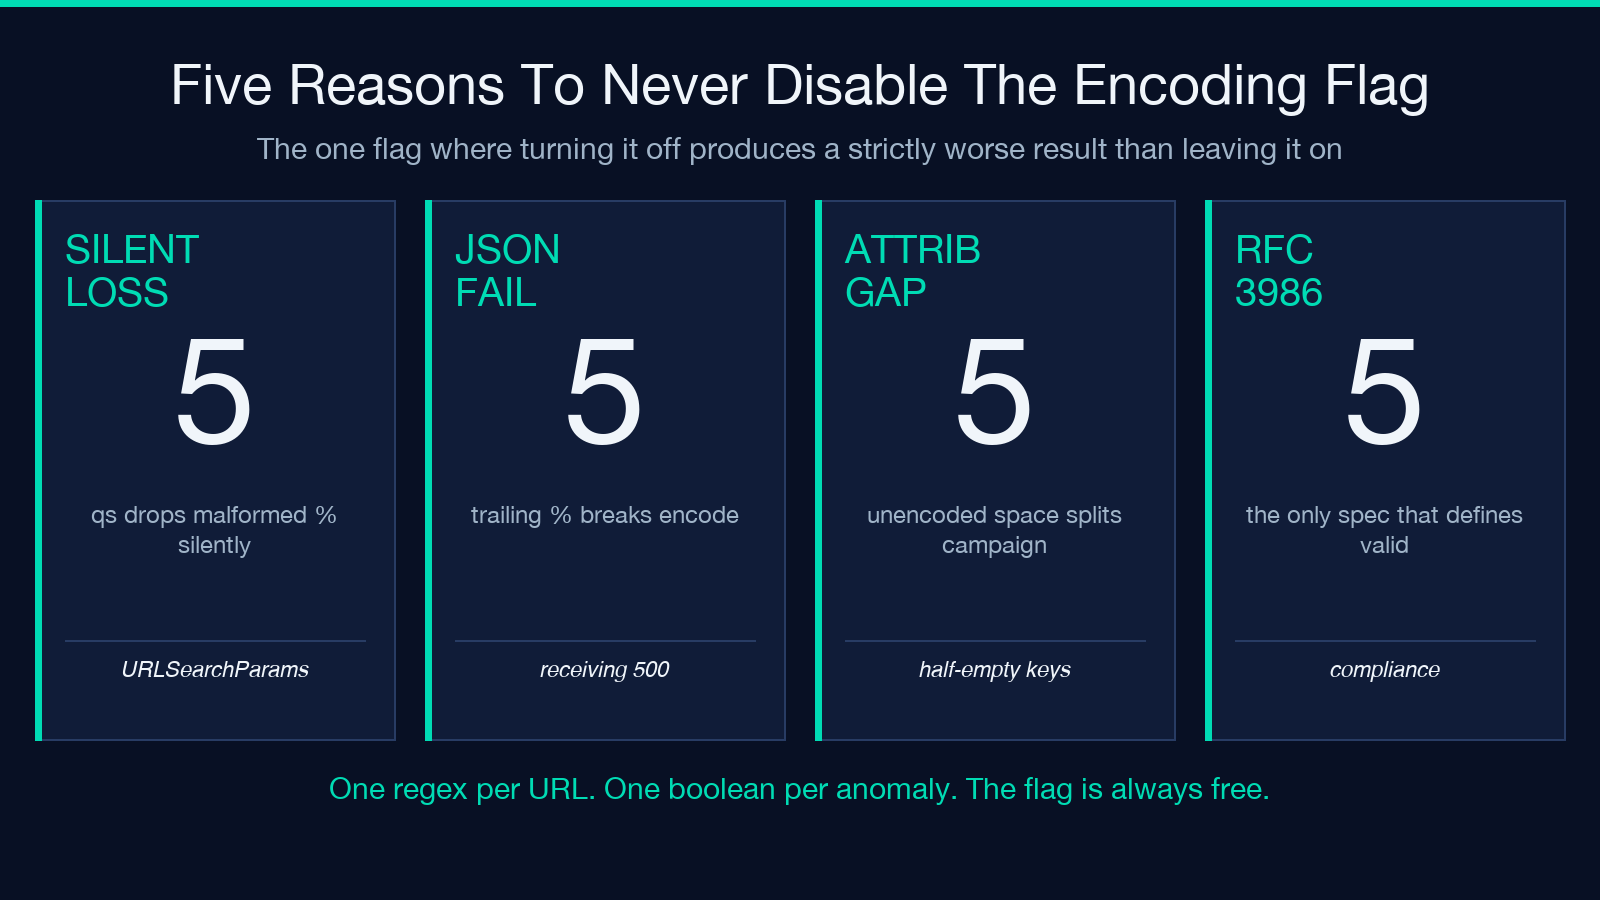 Five Reasons To Never Disable The Encoding Flag
The one flag where turning it off produces a strictly worse result than leaving it on
SILENT
LOSS
5
qs drops malformed %
silently
URLSearchParams
JSON
FAIL
5
trailing % breaks encode
receiving 500
ATTRIB
GAP
5
unencoded space splits
campaign
half-empty keys
RFC
3986
5
the only spec that defines
valid
compliance
One regex per URL. One boolean per anomaly. The flag is always free.